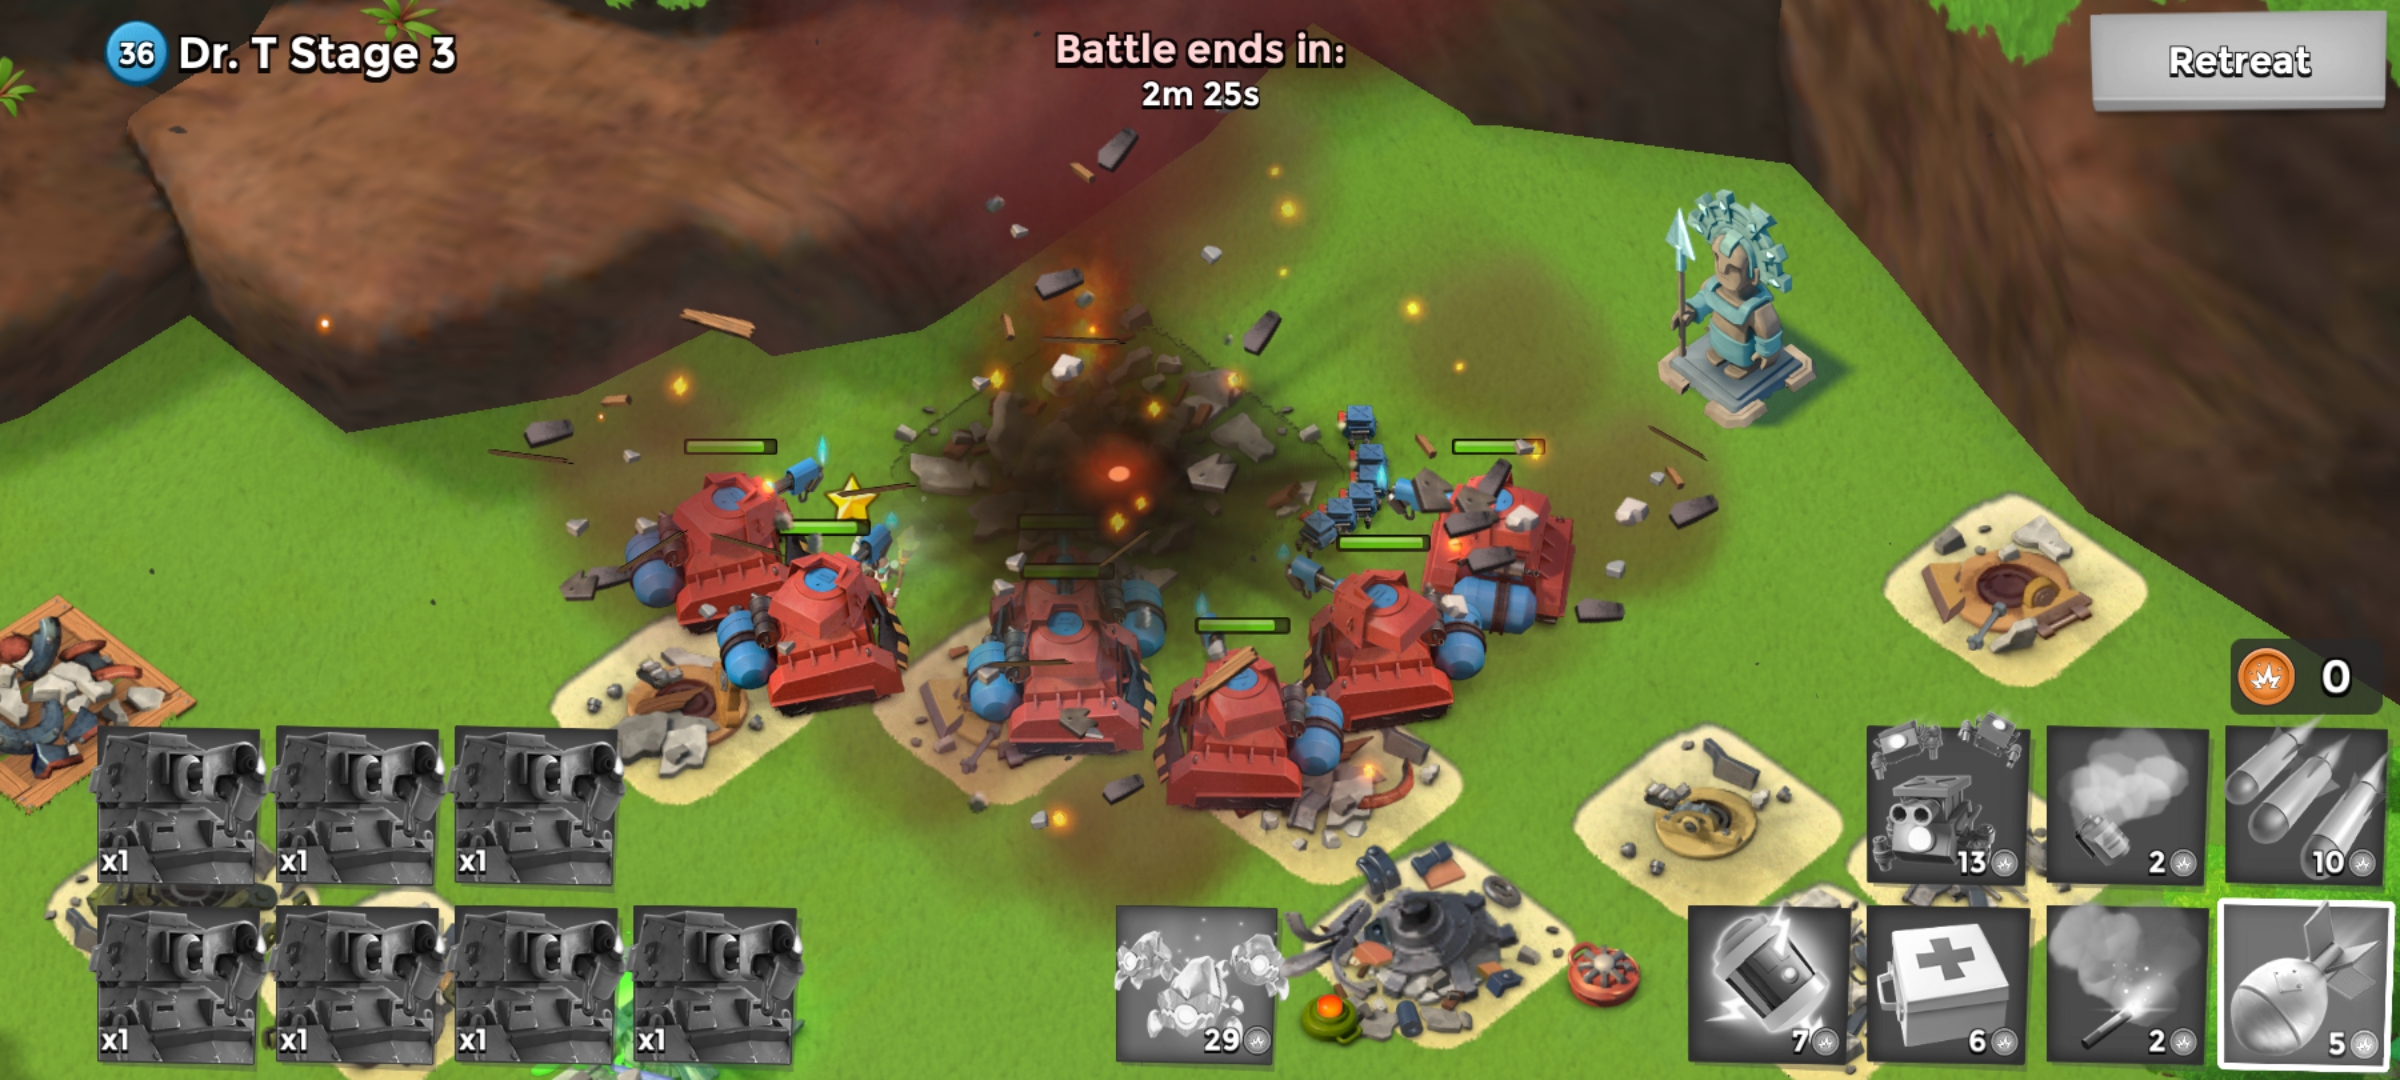 36 Dr. T Stage 3
Battle ends in:
2m 25s
Retreat
0
x1 x1 x1
13 2 10
x1 x1 x1 x1
29 7 6 2 5